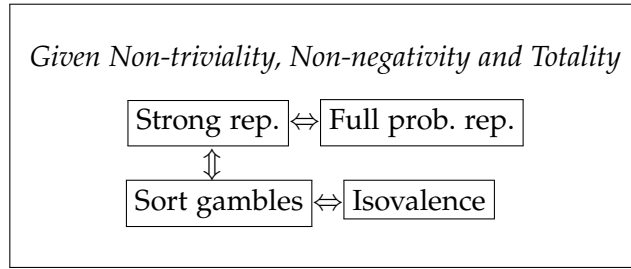 Given Non-triviality, Non-negativity and Totality
Strong rep. ⇔ Full prob. rep.
⇕
Sort gambles ⇔ Isovalence